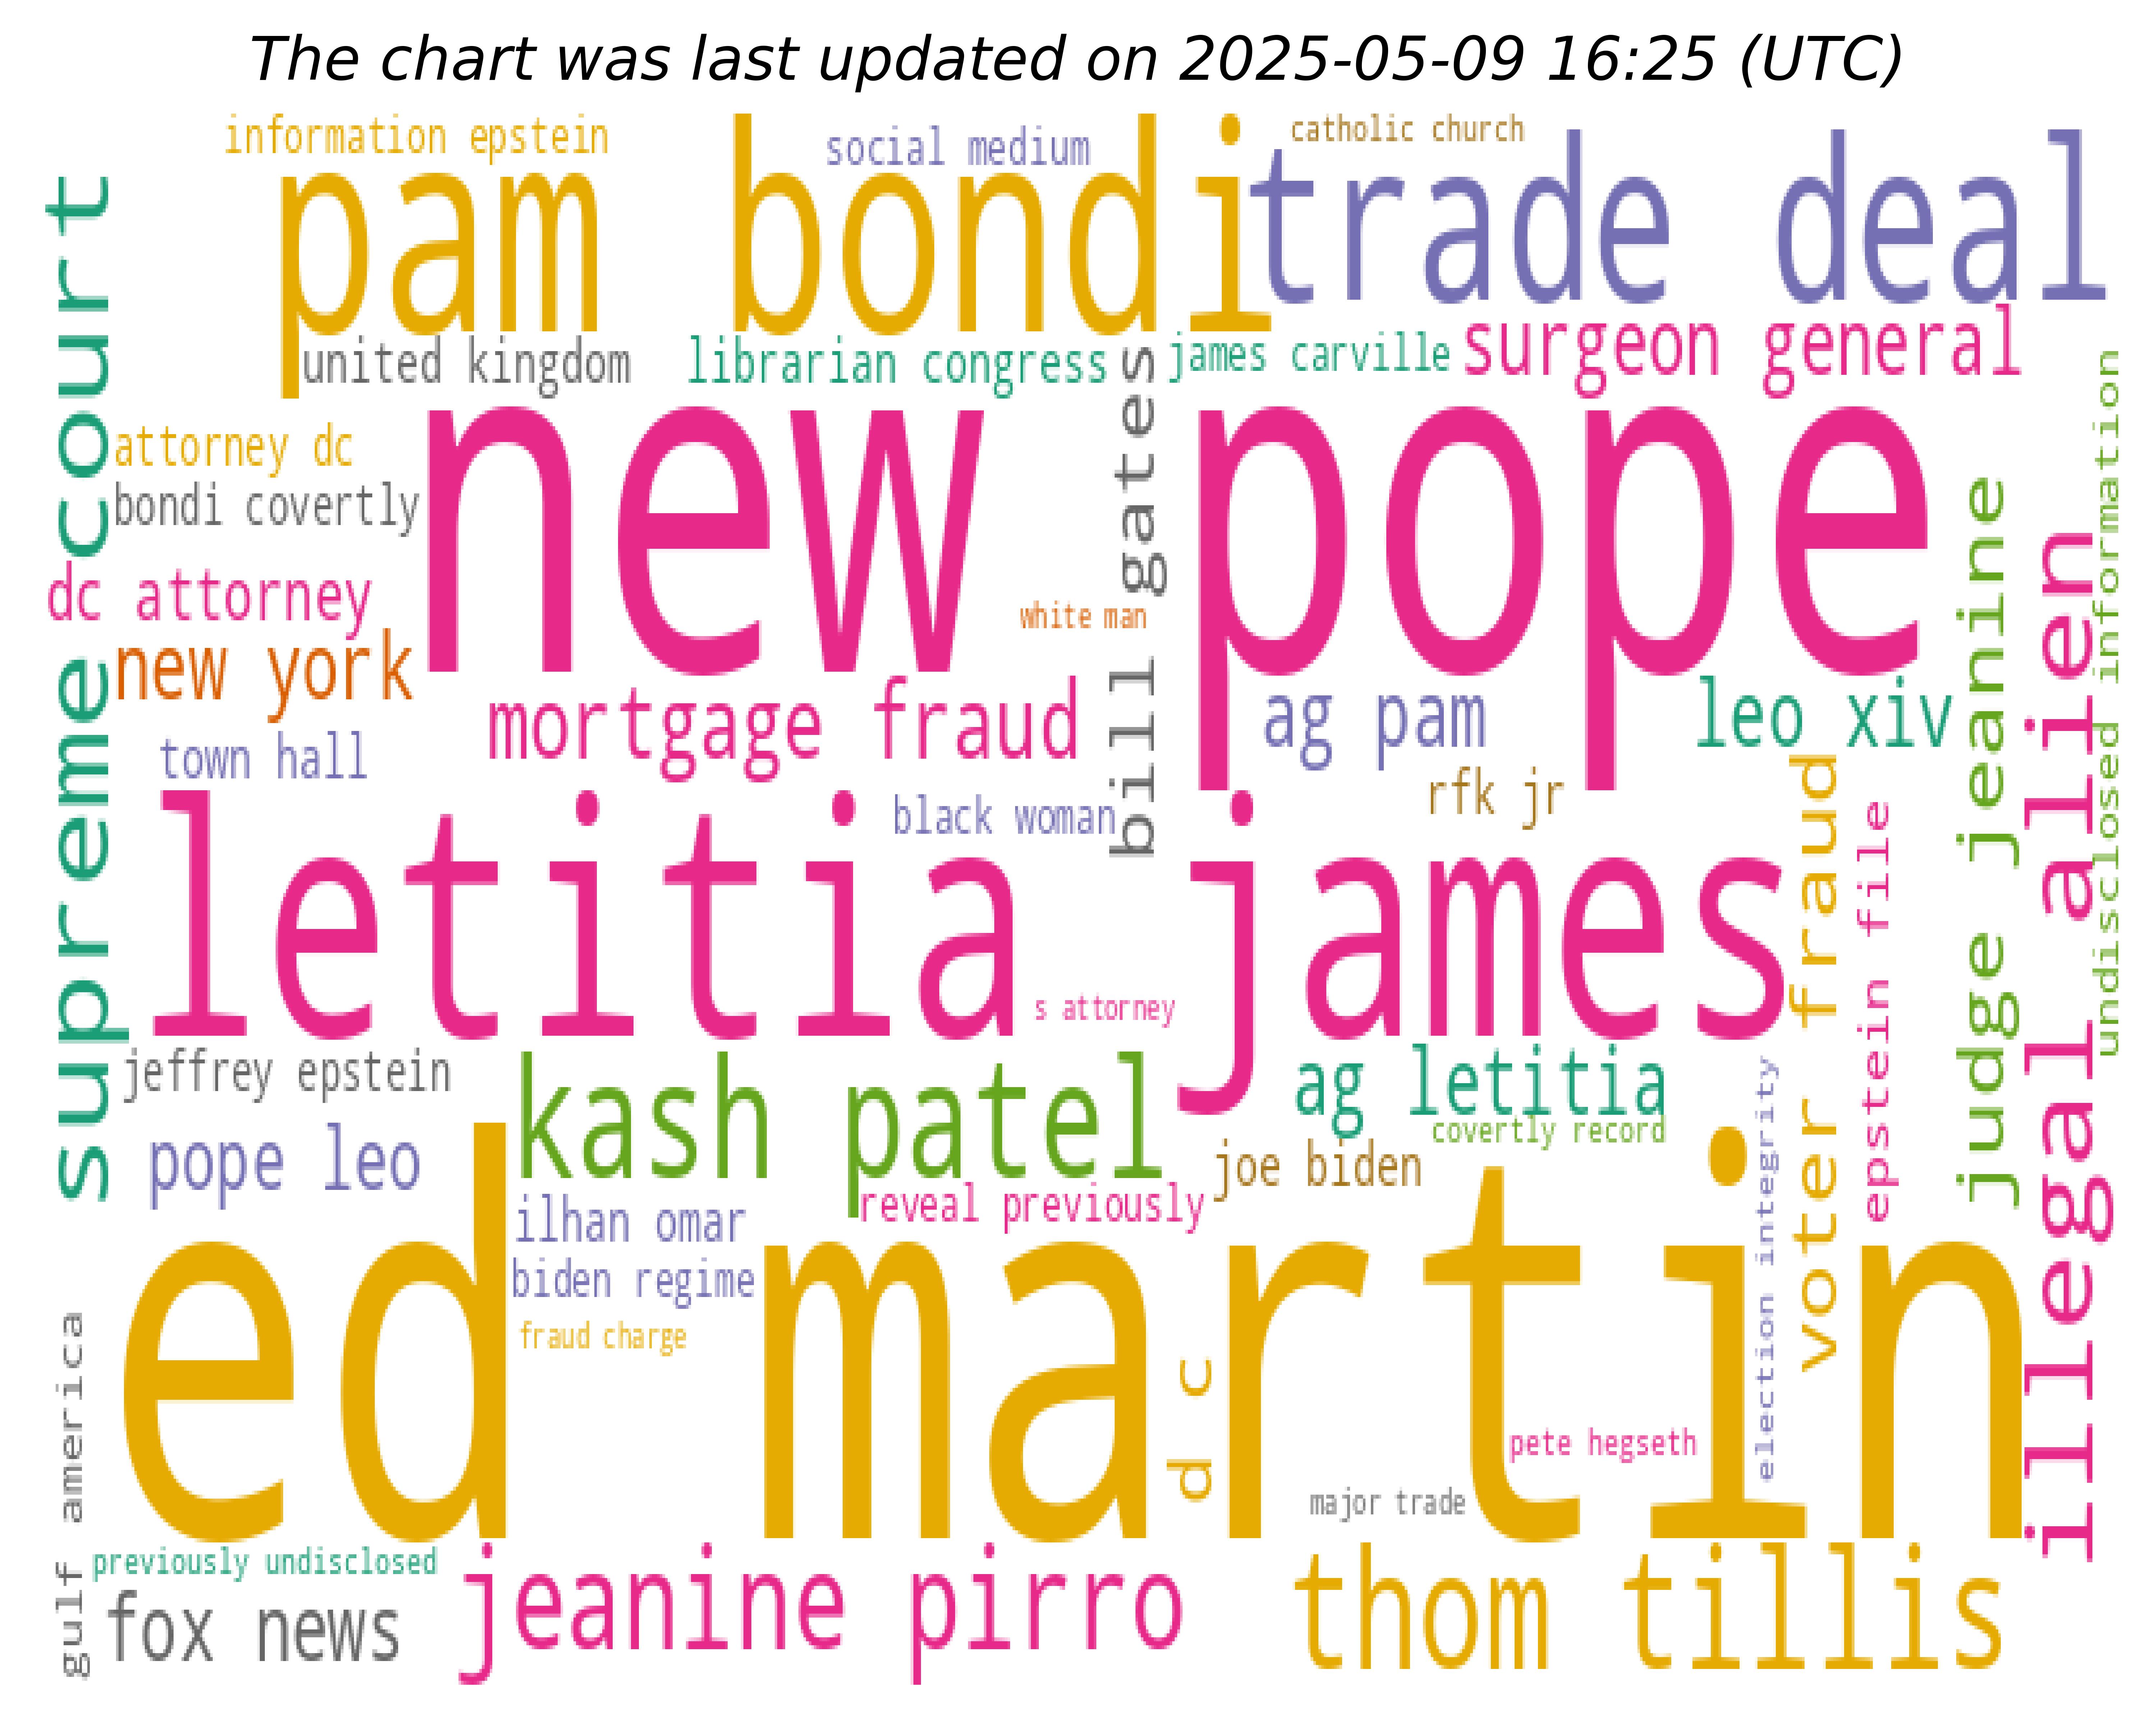 The chart was last updated on 2025-05-09 16:25 (UTC)
information epstein
social medium
catholic church
pam bondi
trade deal
supreme court
united kingdom
librarian congress
james carville
surgeon general
undisclosed information
attorney dc
bondi covertly
new pope
bill gates
judge jeanine
illegal alien
dc attorney
white man
new york
mortgage fraud
ag pam
leo xiv
town hall
black woman
rfk jr
voter fraud
epstein file
letitia james
s attorney
jeffrey epstein
kash patel
ag letitia
covertly record
election integrity
pope leo
joe biden
reveal previously
ilhan omar
biden regime
ed martin
fraud charge
d c
pete hegseth
major trade
gulf america
previously undisclosed
fox news
jeanine pirro
thom tillis